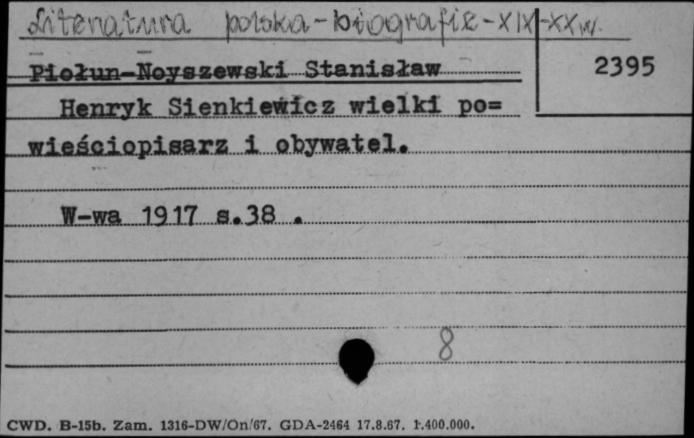 Literatura polska-biografie-XIX-XXw.
Piołun-Noyszewski Stanisław
2395
Henryk Sienkiewicz wielki po=
wieściopisarz i obywatel.
W-wa 1917 s.38 .
8
CWD. B-15b. Zam. 1316-DW/On/67. GDA-2464 17.8.67. 1.400.000.